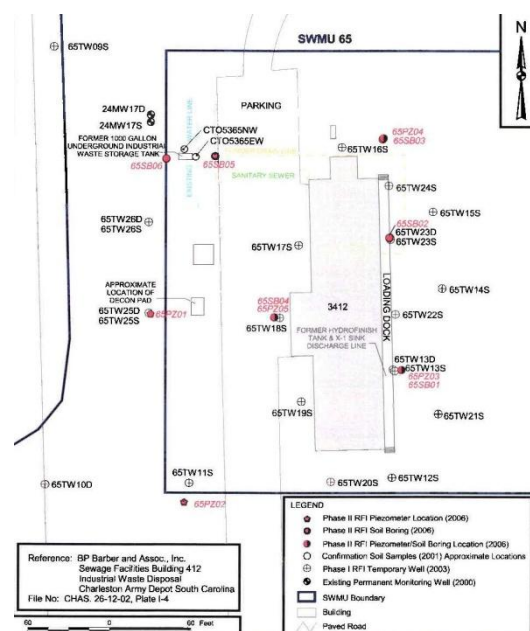 SWMU 65
N
65TW09S
PARKING
24MW17D
24MW17S
FORMER 1000 GALLON
UNDERGROUND INDUSTRIAL
WASTE STORAGE TANK
CTO5365NW
CTO5365EW
65SB06
65SB05
EXISTING
SANITARY SEWER
65PZ04
65SB03
65TW16S
65TW24S
65TW15S
65SB02
65TW23D
65TW23S
65TW26D
65TW26S
65TW17S
APPROXIMATE
LOCATION OF
DECON PAD
65TW25D
65TW25S
65PZ01
65SB04
65PZ05
65TW18S
3412
LOADING DOCK
65TW14S
65TW22S
FORMER HYDROFINISH
TANK & X-1 SINK
DISCHARGE LINE
65TW13D
65TW13S
65PZ03
65SB01
65TW19S
65TW21S
65TW10D
65TW11S
65PZ02
65TW20S
65TW12S
LEGEND
Phase II RFI Piezometer Location (2006)
Phase II RFI Soil Boring (2006)
Phase II RFI Piezometer/Soil Boring Location (2006)
Confirmation Soil Samples (2001) Approximate Locations
Phase I RFI Temporary Well (2003)
Existing Permanent Monitoring Well (2000)
SWMU Boundary
Building
Paved Road
Reference: BP Barber and Assoc., Inc.
Sewage Facilities Building 412
Industrial Waste Disposal
Charleston Army Depot South Carolina
File No: CHAS. 26-12-02, Plate I-4
60 0 60 Feet